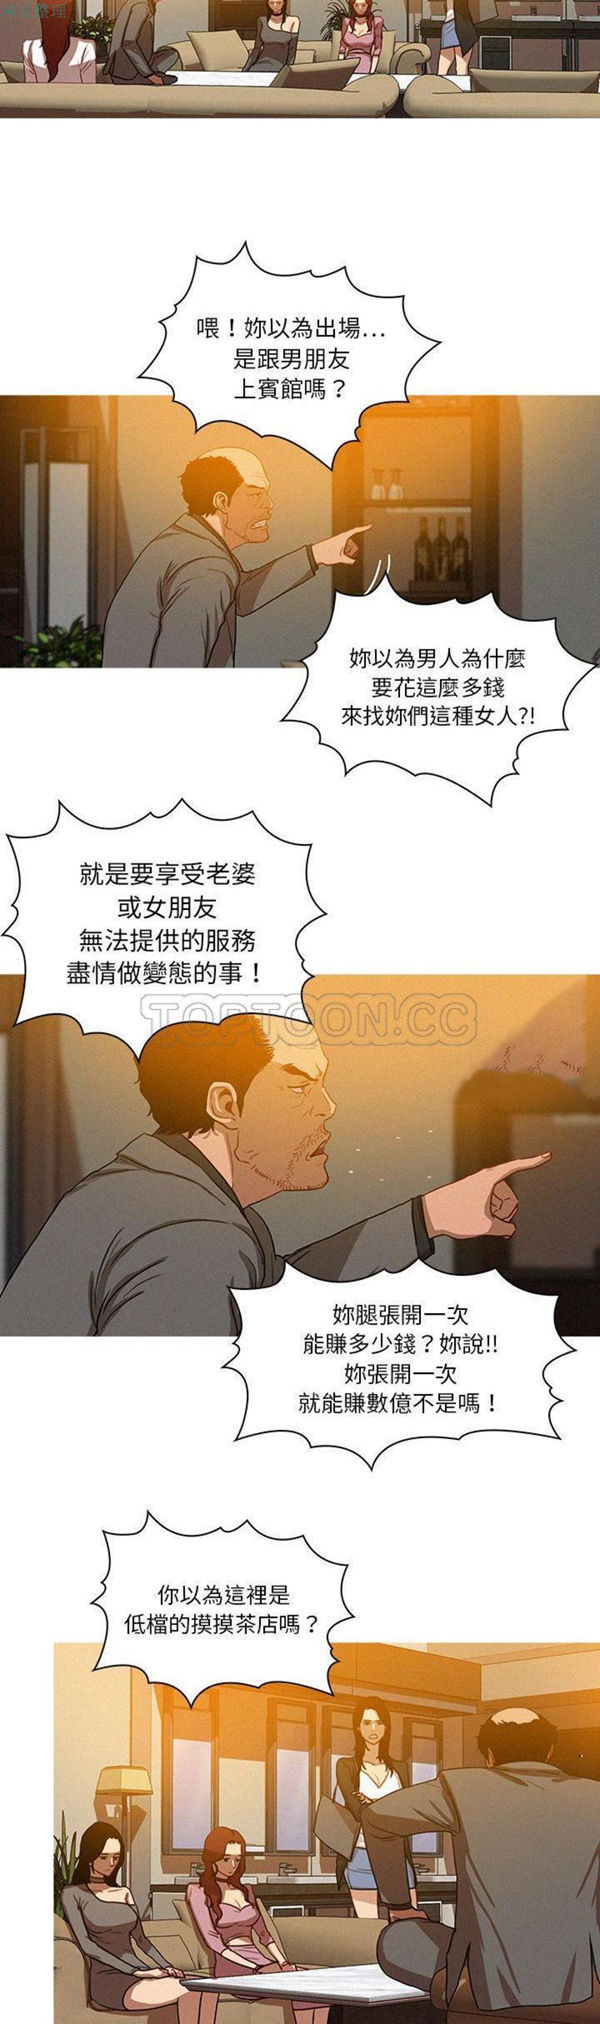 整理
喂！妳以為出場...
是跟男朋友
上賓館嗎？
妳以為男人為什麼
要花這麼多錢
來找妳們這種女人?!
就是要享受老婆
或女朋友
無法提供的服務
盡情做變態的事！
TOPTOON.CC
妳腿張開一次
能賺多少錢？妳說!!
妳張開一次
就能賺數億不是嗎！
你以為這裡是
低檔的摸摸茶店嗎？